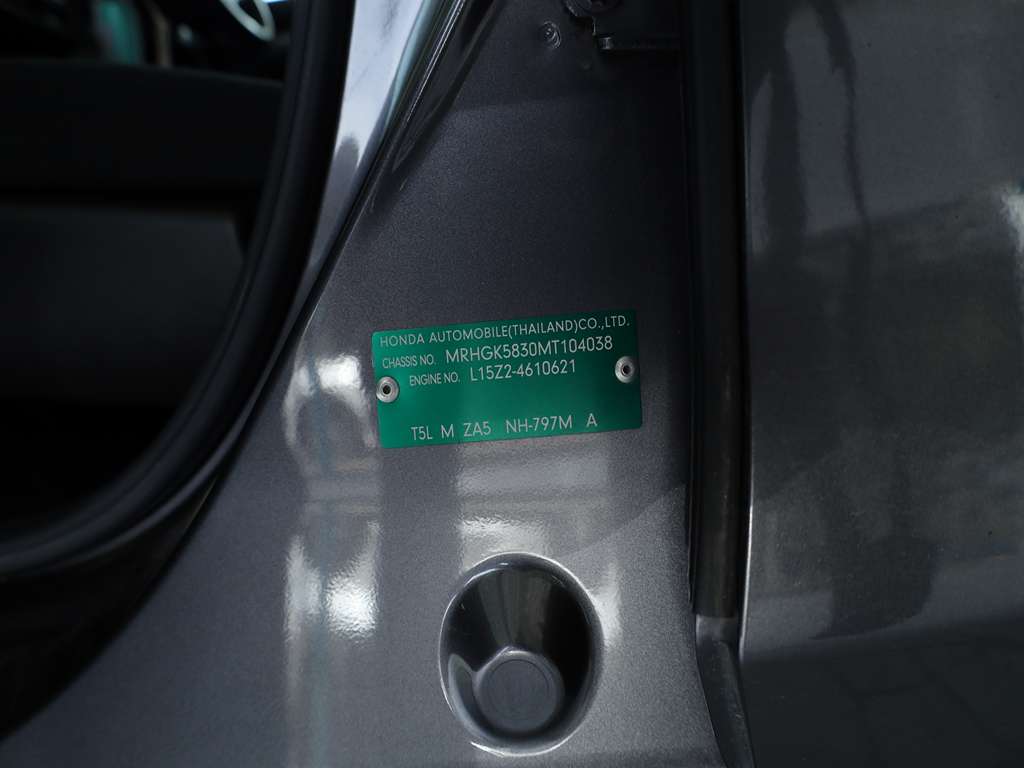 HONDA AUTOMOBILE(THAILAND)CO.,LTD.
CHASSIS NO. MRHGK5830MT104038
ENGINE NO. L15Z2-4610621
T5L M ZA5 NH-797M A